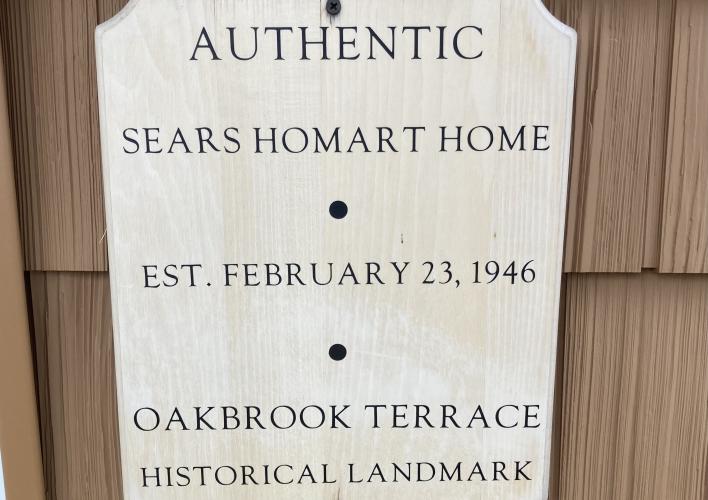 AUTHENTIC
SEARS HOMART HOME
EST. FEBRUARY 23, 1946
OAKBROOK TERRACE
HISTORICAL LANDMARK